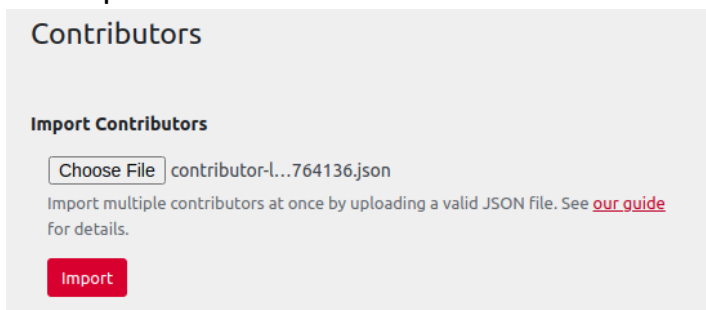 Contributors
Import Contributors
Choose File contributor-l...764136.json
Import multiple contributors at once by uploading a valid JSON file. See our guide
for details.
Import